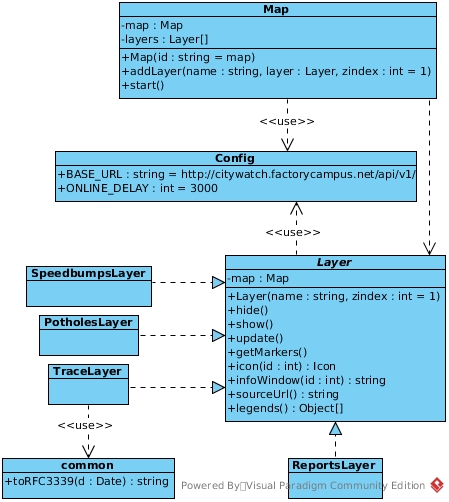 Map
-map : Map
-layers : Layer[]
+Map(id : string = map)
+addLayer(name : string, layer : Layer, zindex : int = 1)
+start()
<<use>>
Config
+BASE_URL : string = http://citywatch.factorycampus.net/api/v1/
+ONLINE_DELAY : int = 3000
<<use>>
Layer
-map : Map
+Layer(name : string, zindex : int = 1)
+hide()
+show()
+update()
+getMarkers()
+icon(id : int) : Icon
+infoWindow(id : int) : string
+sourceUrl() : string
+legends() : Object[]
SpeedbumpsLayer
PotholesLayer
TraceLayer
<<use>>
common
+toRFC3339(d : Date) : string
ReportsLayer
Powered By Visual Paradigm Community Edition